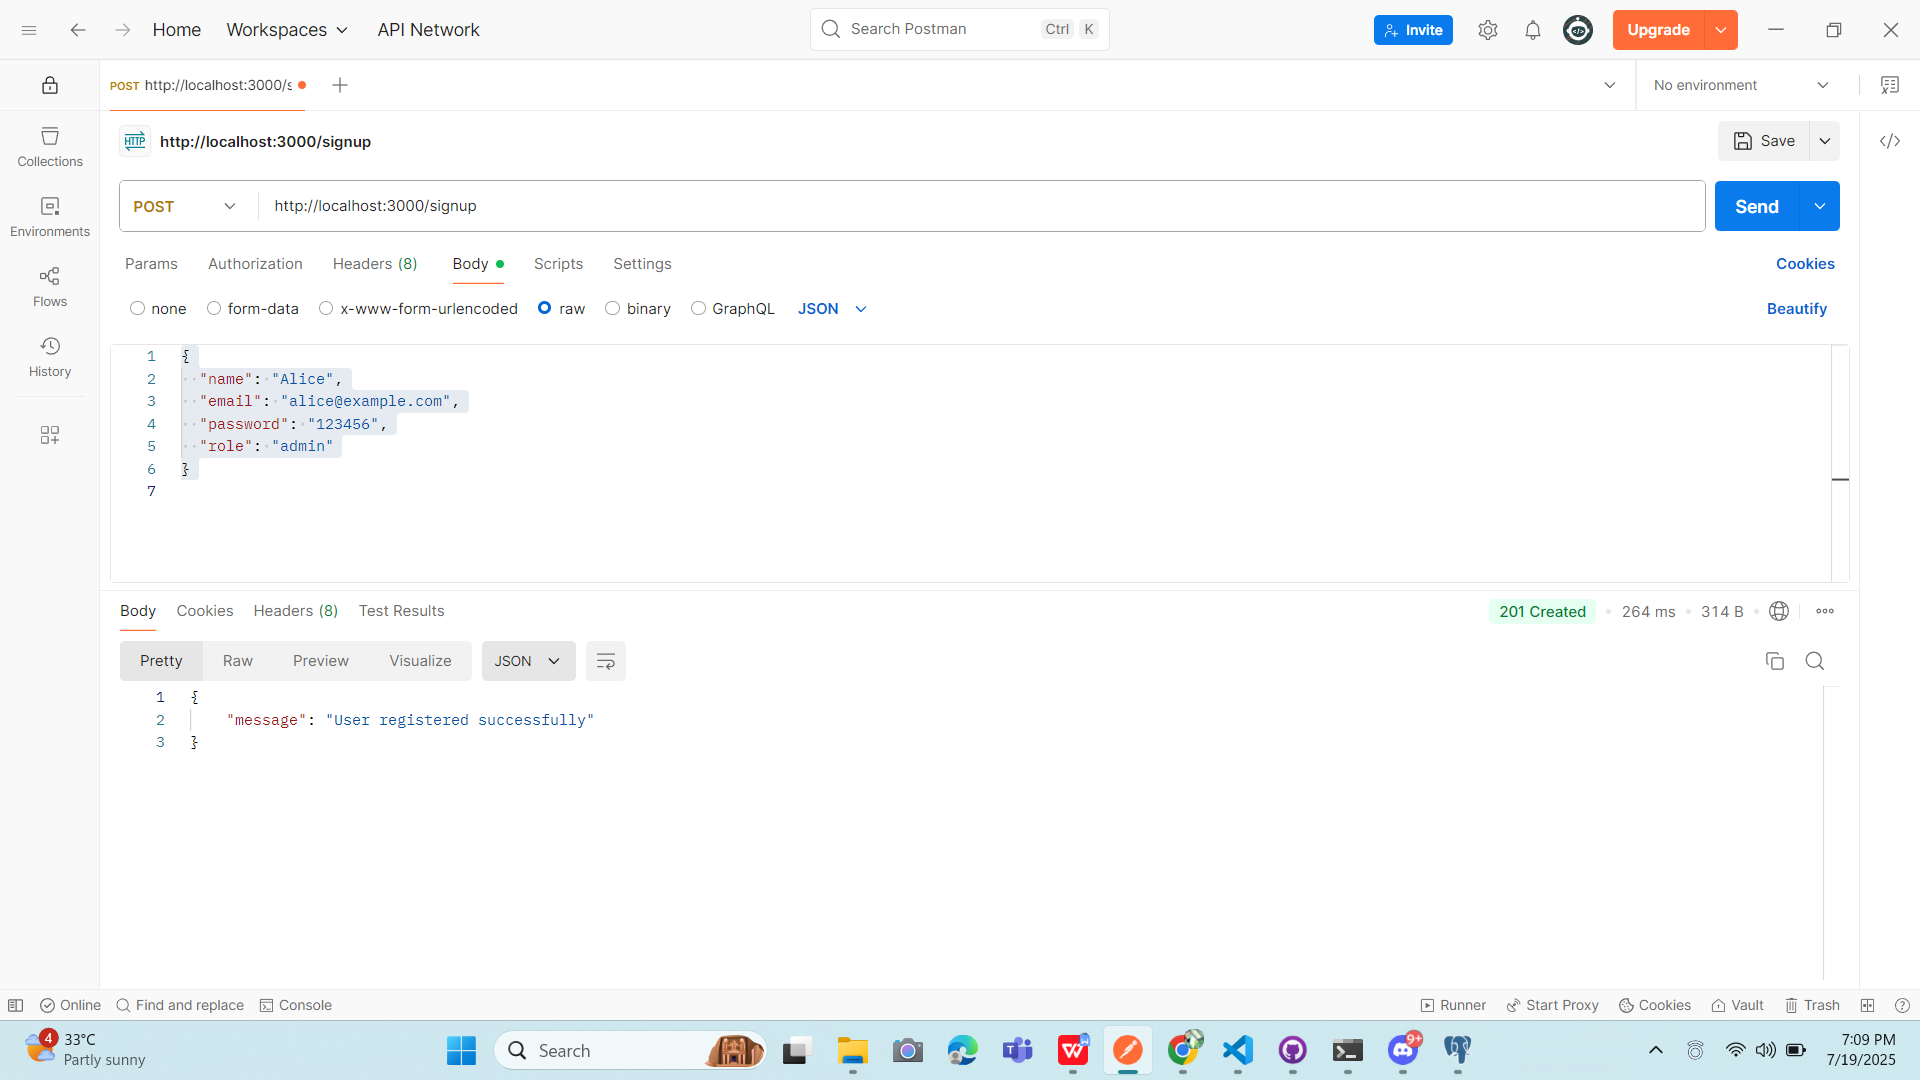 Home
Workspaces
API Network
Search Postman
Ctrl
K
Invite
Upgrade
POST http://localhost:3000/s
No environment
HTTP
http://localhost:3000/signup
Save
Collections
Environments
Flows
History
POST
http://localhost:3000/signup
Send
Params
Authorization
Headers (8)
Body
Scripts
Settings
Cookies
none
form-data
x-www-form-urlencoded
raw
binary
GraphQL
JSON
Beautify
1 {
2 "name": "Alice",
3 "email": "alice@example.com",
4 "password": "123456",
5 "role": "admin"
6 }
7
Body
Cookies
Headers (8)
Test Results
201 Created
264 ms
314 B
Pretty
Raw
Preview
Visualize
JSON
1 {
2 "message": "User registered successfully"
3 }
Online
Find and replace
Console
Runner
Start Proxy
Cookies
Vault
Trash
4
33°C
Partly sunny
Search
9+
7:09 PM
7/19/2025